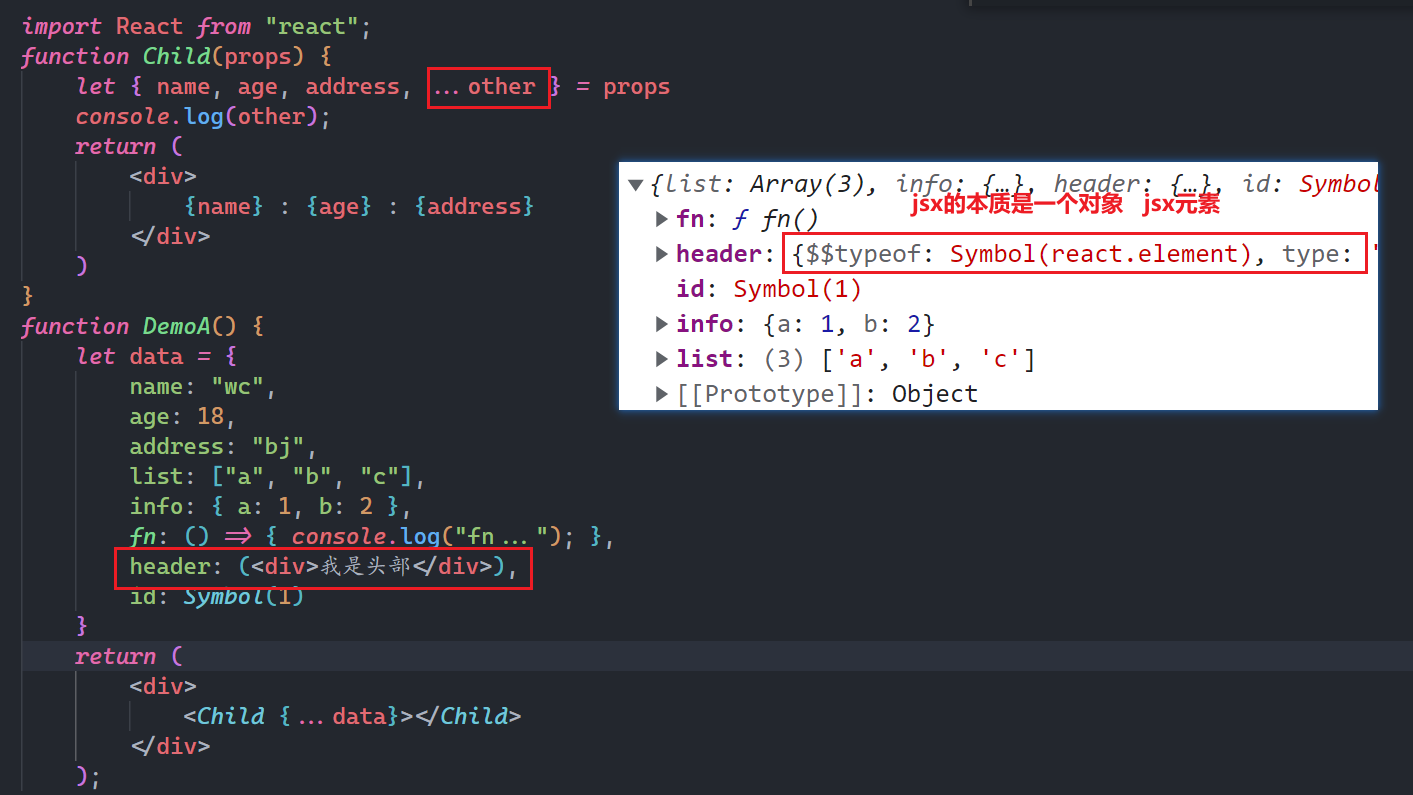 import React from "react";
function Child(props) {
let { name, age, address, ...other } = props
console.log(other);
return (
<div>
{name} : {age} : {address}
</div>
)
}
function DemoA() {
let data = {
name: "wc",
age: 18,
address: "bj",
list: ["a", "b", "c"],
info: { a: 1, b: 2 },
fn: () => { console.log("fn..."); },
header: (<div>我是头部</div>),
id: Symbol(1)
}
return (
<div>
<Child {...data}></Child>
</div>
);
{list: Array(3), info: {…}, header: {…}, id: Symbol
jsx的本质是一个对象 jsx元素
fn: ƒ fn()
header: {$$typeof: Symbol(react.element), type: '
id: Symbol(1)
info: {a: 1, b: 2}
list: (3) ['a', 'b', 'c']
[[Prototype]]: Object